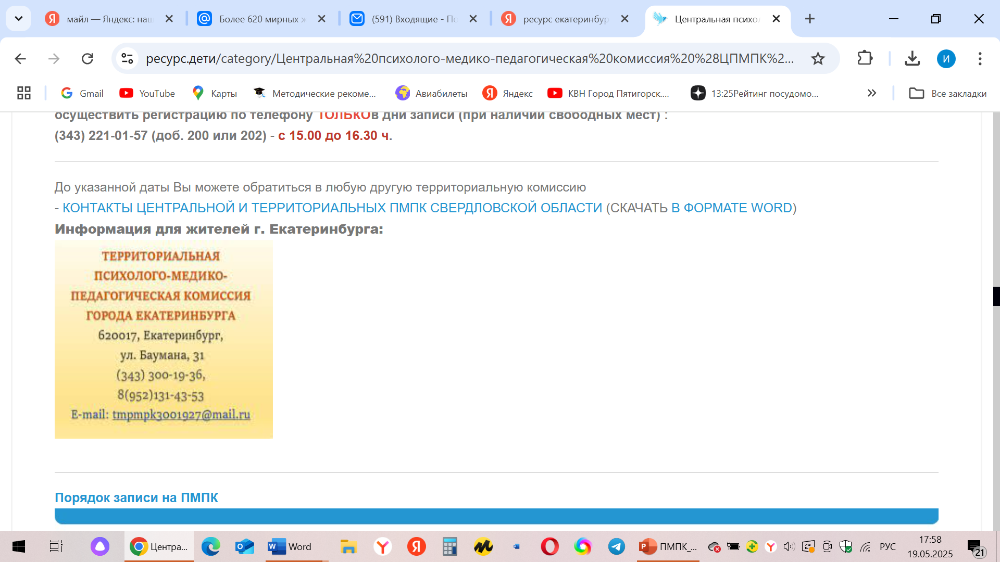 майл — Яндекс: наш
Более 620 мирных ж
(591) Входящие - По
ресурс екатеринбур
Центральная психол
ресурс.дети/category/Центральная%20психолого-медико-педагогическая%20комиссия%20%28ЦПМПК%2...
И
Gmail
YouTube
Карты
Методические рекоме...
Авиабилеты
Яндекс
КВН Город Пятигорск....
13:25Рейтинг посудомо...
Все закладки
осуществить регистрацию по телефону ТОЛЬКОв дни записи (при наличии свободных мест) :
(343) 221-01-57 (доб. 200 или 202) - с 15.00 до 16.30 ч.
До указанной даты Вы можете обратиться в любую другую территориальную комиссию
- КОНТАКТЫ ЦЕНТРАЛЬНОЙ И ТЕРРИТОРИАЛЬНЫХ ПМПК СВЕРДЛОВСКОЙ ОБЛАСТИ (СКАЧАТЬ В ФОРМАТЕ WORD)
Информация для жителей г. Екатеринбурга:
ТЕРРИТОРИАЛЬНАЯ
ПСИХОЛОГО-МЕДИКО-
ПЕДАГОГИЧЕСКАЯ КОМИССИЯ
ГОРОДА ЕКАТЕРИНБУРГА
620017, Екатеринбург,
ул. Баумана, 31
(343) 300-19-36,
8(952)131-43-53
E-mail: tmpmpk3001927@mail.ru
Порядок записи на ПМПК
Центра...
Word
ПМПК_...
РУС
17:58
19.05.2025
21